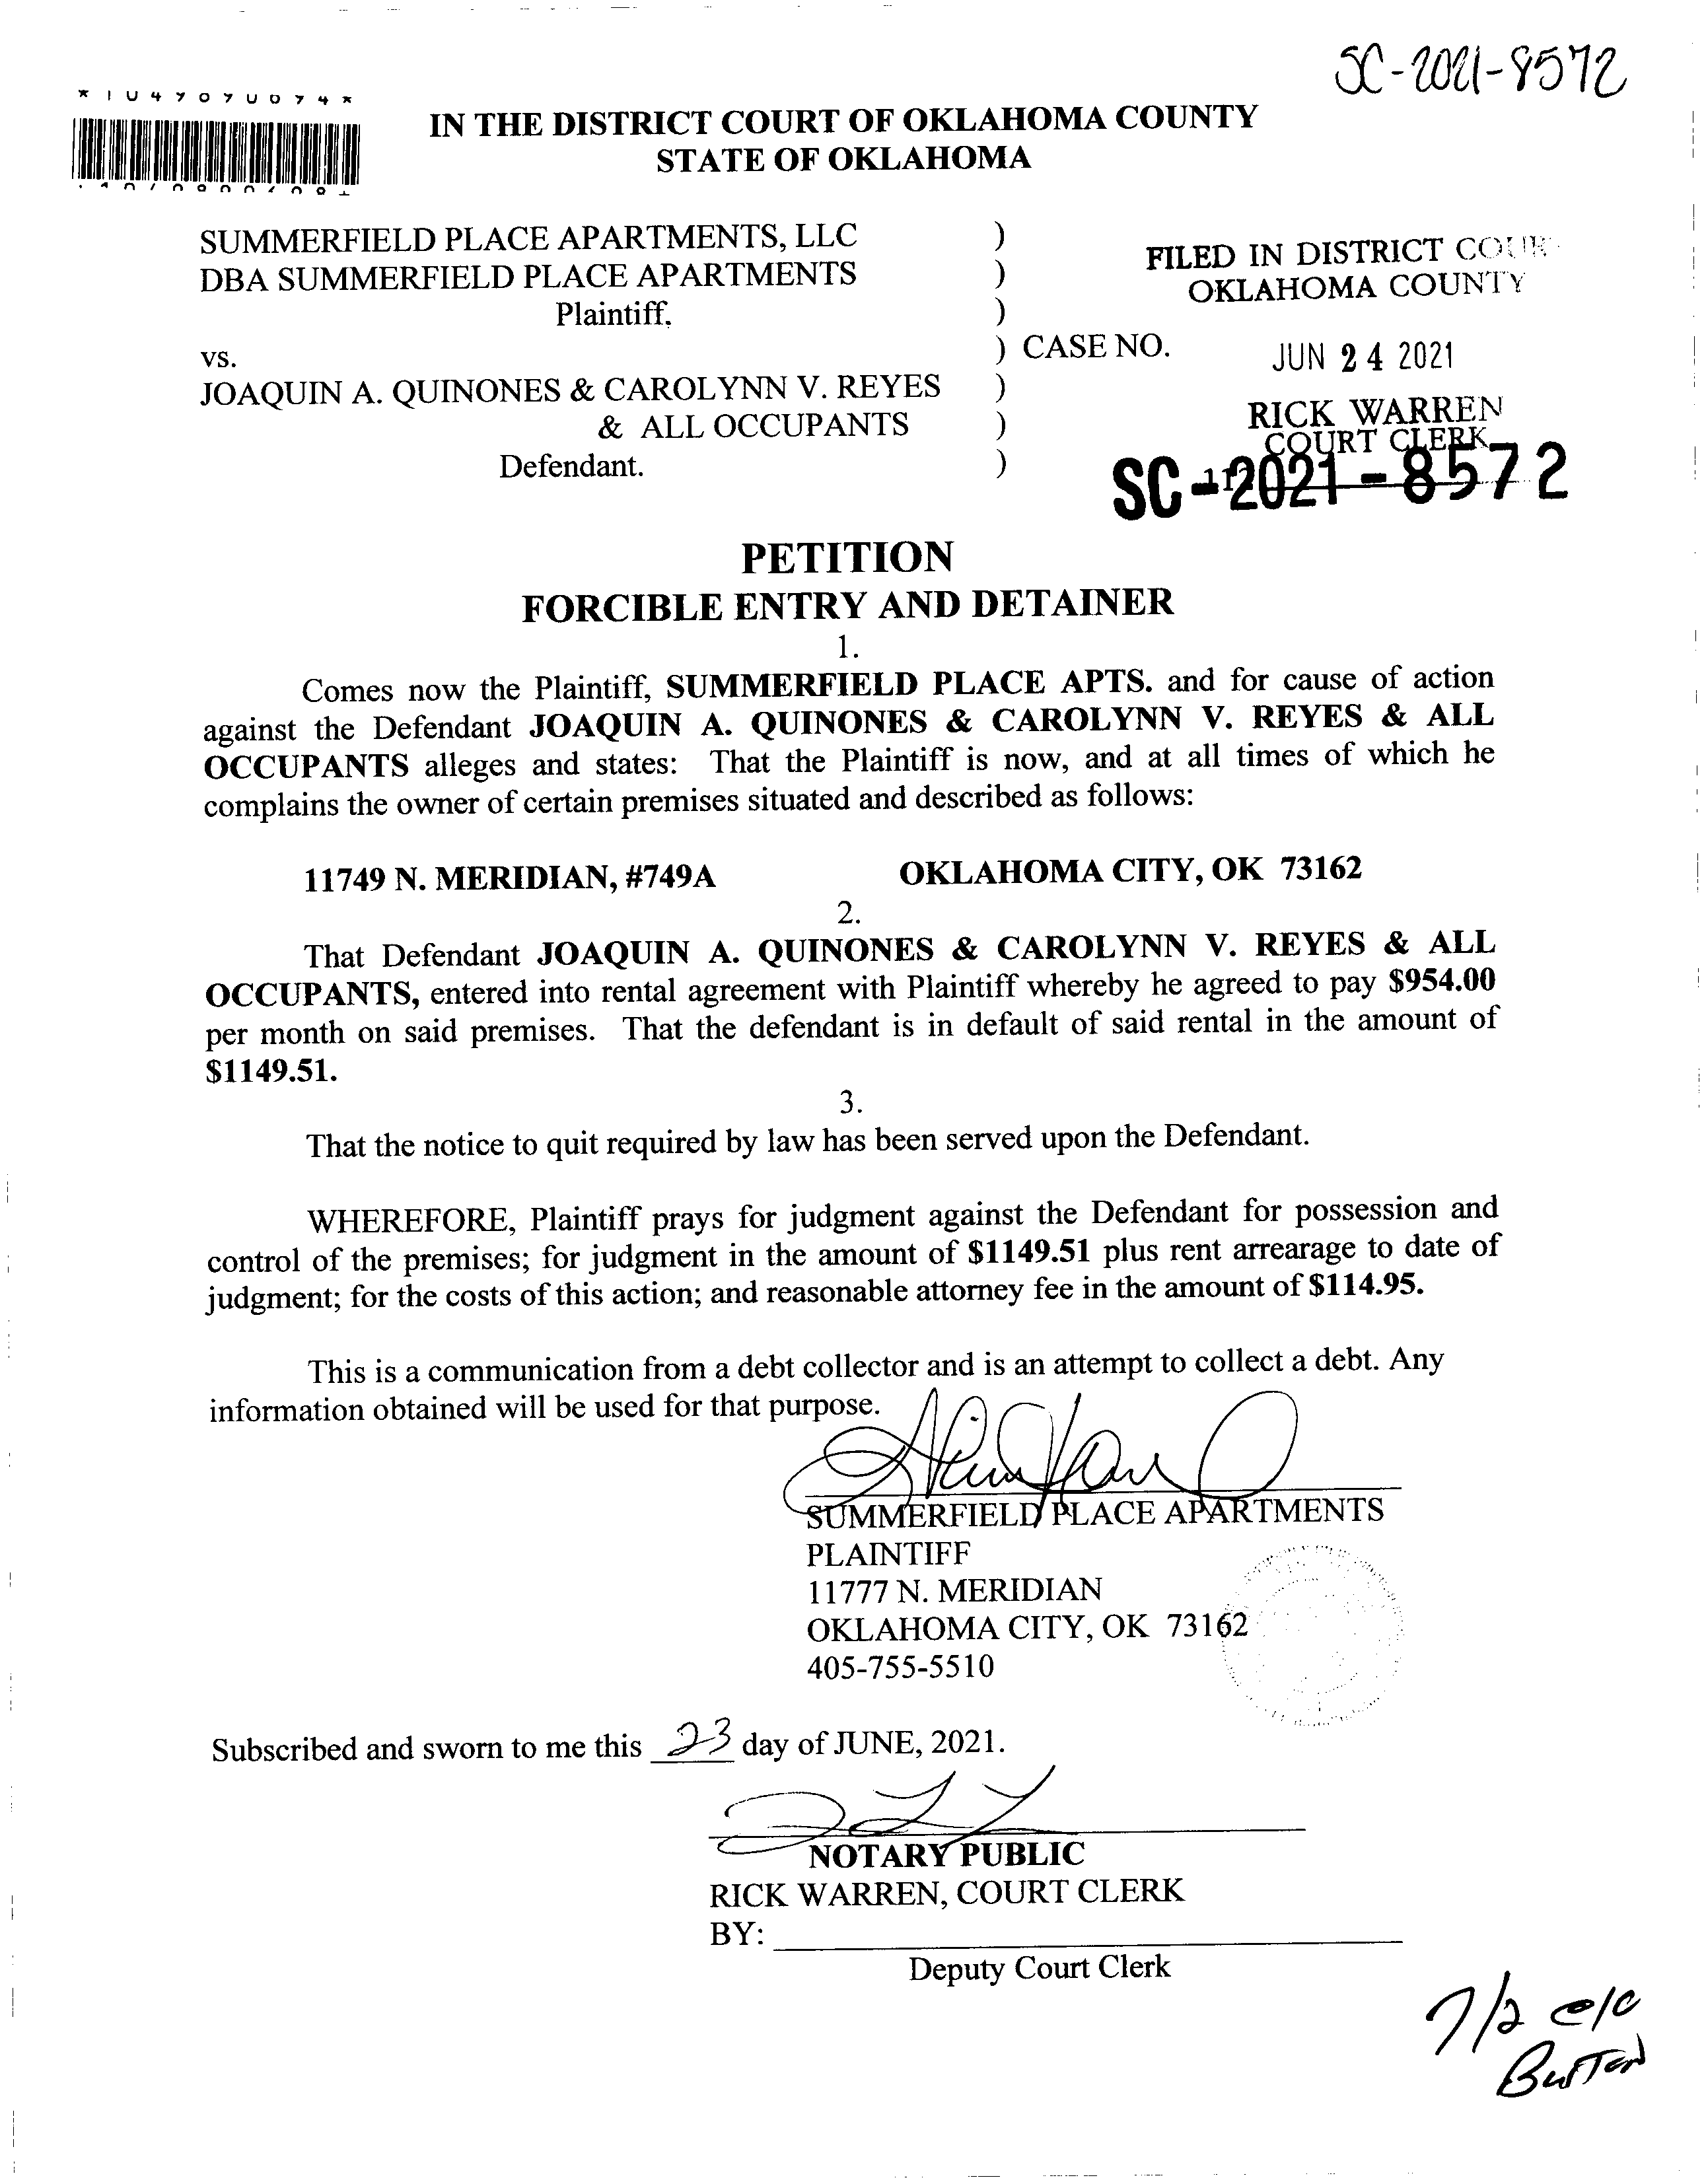 SC-2021-8572
IN THE DISTRICT COURT OF OKLAHOMA COUNTY
STATE OF OKLAHOMA
SUMMERFIELD PLACE APARTMENTS, LLC )
DBA SUMMERFIELD PLACE APARTMENTS )
Plaintiff, )
vs. ) CASE NO.
JOAQUIN A. QUINONES & CAROLYNN V. REYES )
& ALL OCCUPANTS )
Defendant. )
FILED IN DISTRICT COUR
OKLAHOMA COUNTY
JUN 24 2021
RICK WARREN
COURT CLERK
SC-2021-8572
PETITION
FORCIBLE ENTRY AND DETAINER
1.
Comes now the Plaintiff, SUMMERFIELD PLACE APTS. and for cause of action
against the Defendant JOAQUIN A. QUINONES & CAROLYNN V. REYES & ALL
OCCUPANTS alleges and states: That the Plaintiff is now, and at all times of which he
complains the owner of certain premises situated and described as follows:
11749 N. MERIDIAN, #749A OKLAHOMA CITY, OK 73162
2.
That Defendant JOAQUIN A. QUINONES & CAROLYNN V. REYES & ALL
OCCUPANTS, entered into rental agreement with Plaintiff whereby he agreed to pay $954.00
per month on said premises. That the defendant is in default of said rental in the amount of
$1149.51.
3.
That the notice to quit required by law has been served upon the Defendant.
WHEREFORE, Plaintiff prays for judgment against the Defendant for possession and
control of the premises; for judgment in the amount of $1149.51 plus rent arrearage to date of
judgment; for the costs of this action; and reasonable attorney fee in the amount of $114.95.
This is a communication from a debt collector and is an attempt to collect a debt. Any
information obtained will be used for that purpose.
SUMMERFIELD PLACE APARTMENTS
PLAINTIFF
11777 N. MERIDIAN
OKLAHOMA CITY, OK 73162
405-755-5510
Subscribed and sworn to me this 23 day of JUNE, 2021.
NOTARY PUBLIC
RICK WARREN, COURT CLERK
BY:
Deputy Court Clerk
7/2